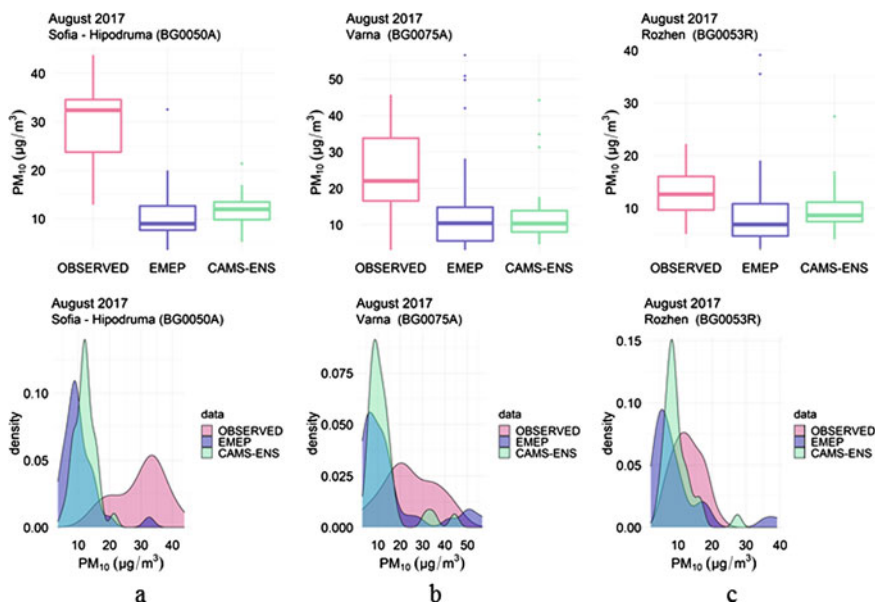 August 2017
Sofia - Hipodruma (BG0050A)
PM10 (µg/m³)
40
30
20
10
OBSERVED EMEP CAMS-ENS
August 2017
Varna (BG0075A)
PM10 (µg/m³)
50
40
30
20
10
OBSERVED EMEP CAMS-ENS
August 2017
Rozhen (BG0053R)
PM10 (µg/m³)
40
30
20
10
OBSERVED EMEP CAMS-ENS
August 2017
Sofia - Hipodruma (BG0050A)
density
0.10
0.05
0.00
10 20 30 40
PM10 (µg/m³)
data
OBSERVED
EMEP
CAMS-ENS
a
August 2017
Varna (BG0075A)
density
0.075
0.050
0.025
0.000
10 20 30 40 50
PM10 (µg/m³)
data
OBSERVED
EMEP
CAMS-ENS
b
August 2017
Rozhen (BG0053R)
density
0.15
0.10
0.05
0.00
10 20 30 40
PM10 (µg/m³)
data
OBSERVED
EMEP
CAMS-ENS
c